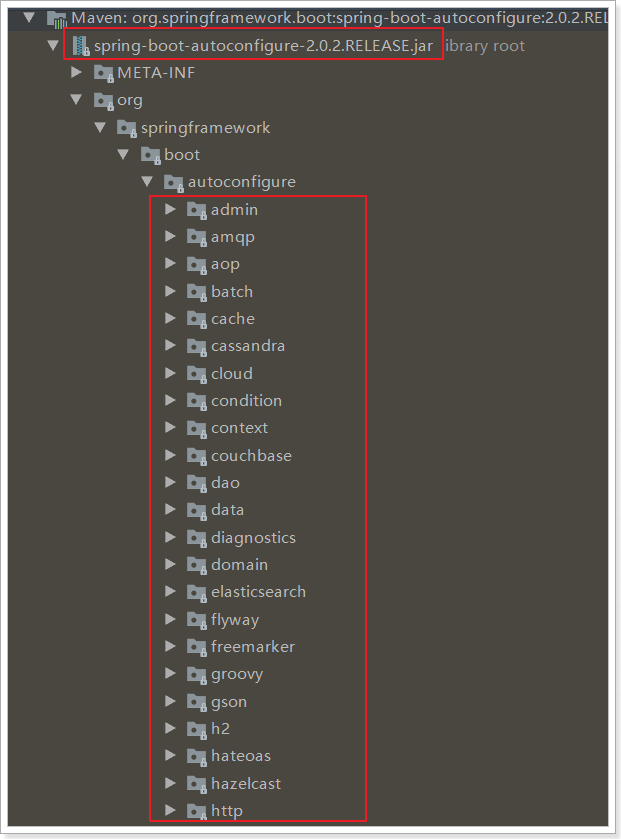 Maven: org.springframework.boot:spring-boot-autoconfigure:2.0.2.REL
spring-boot-autoconfigure-2.0.2.RELEASE.jar library root
META-INF
org
springframework
boot
autoconfigure
admin
amqp
aop
batch
cache
cassandra
cloud
condition
context
couchbase
dao
data
diagnostics
domain
elasticsearch
flyway
freemarker
groovy
gson
h2
hateoas
hazelcast
http